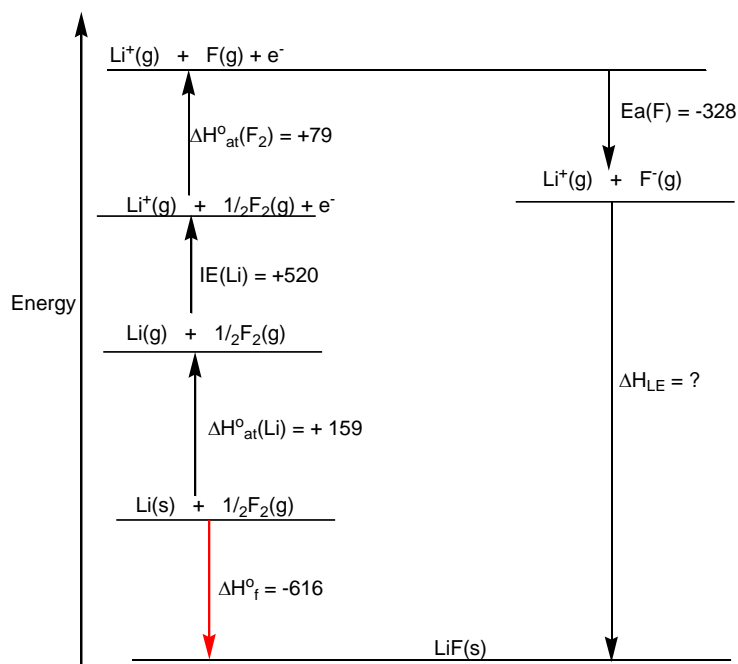 Li⁺(g) + F(g) + e⁻
Ea(F) = -328
ΔH°ₐₜ(F₂) = +79
Li⁺(g) + F⁻(g)
Li⁺(g) + 1/₂F₂(g) + e⁻
IE(Li) = +520
Energy
Li(g) + 1/₂F₂(g)
ΔH_LE = ?
ΔH°ₐₜ(Li) = + 159
Li(s) + 1/₂F₂(g)
ΔH°f = -616
LiF(s)